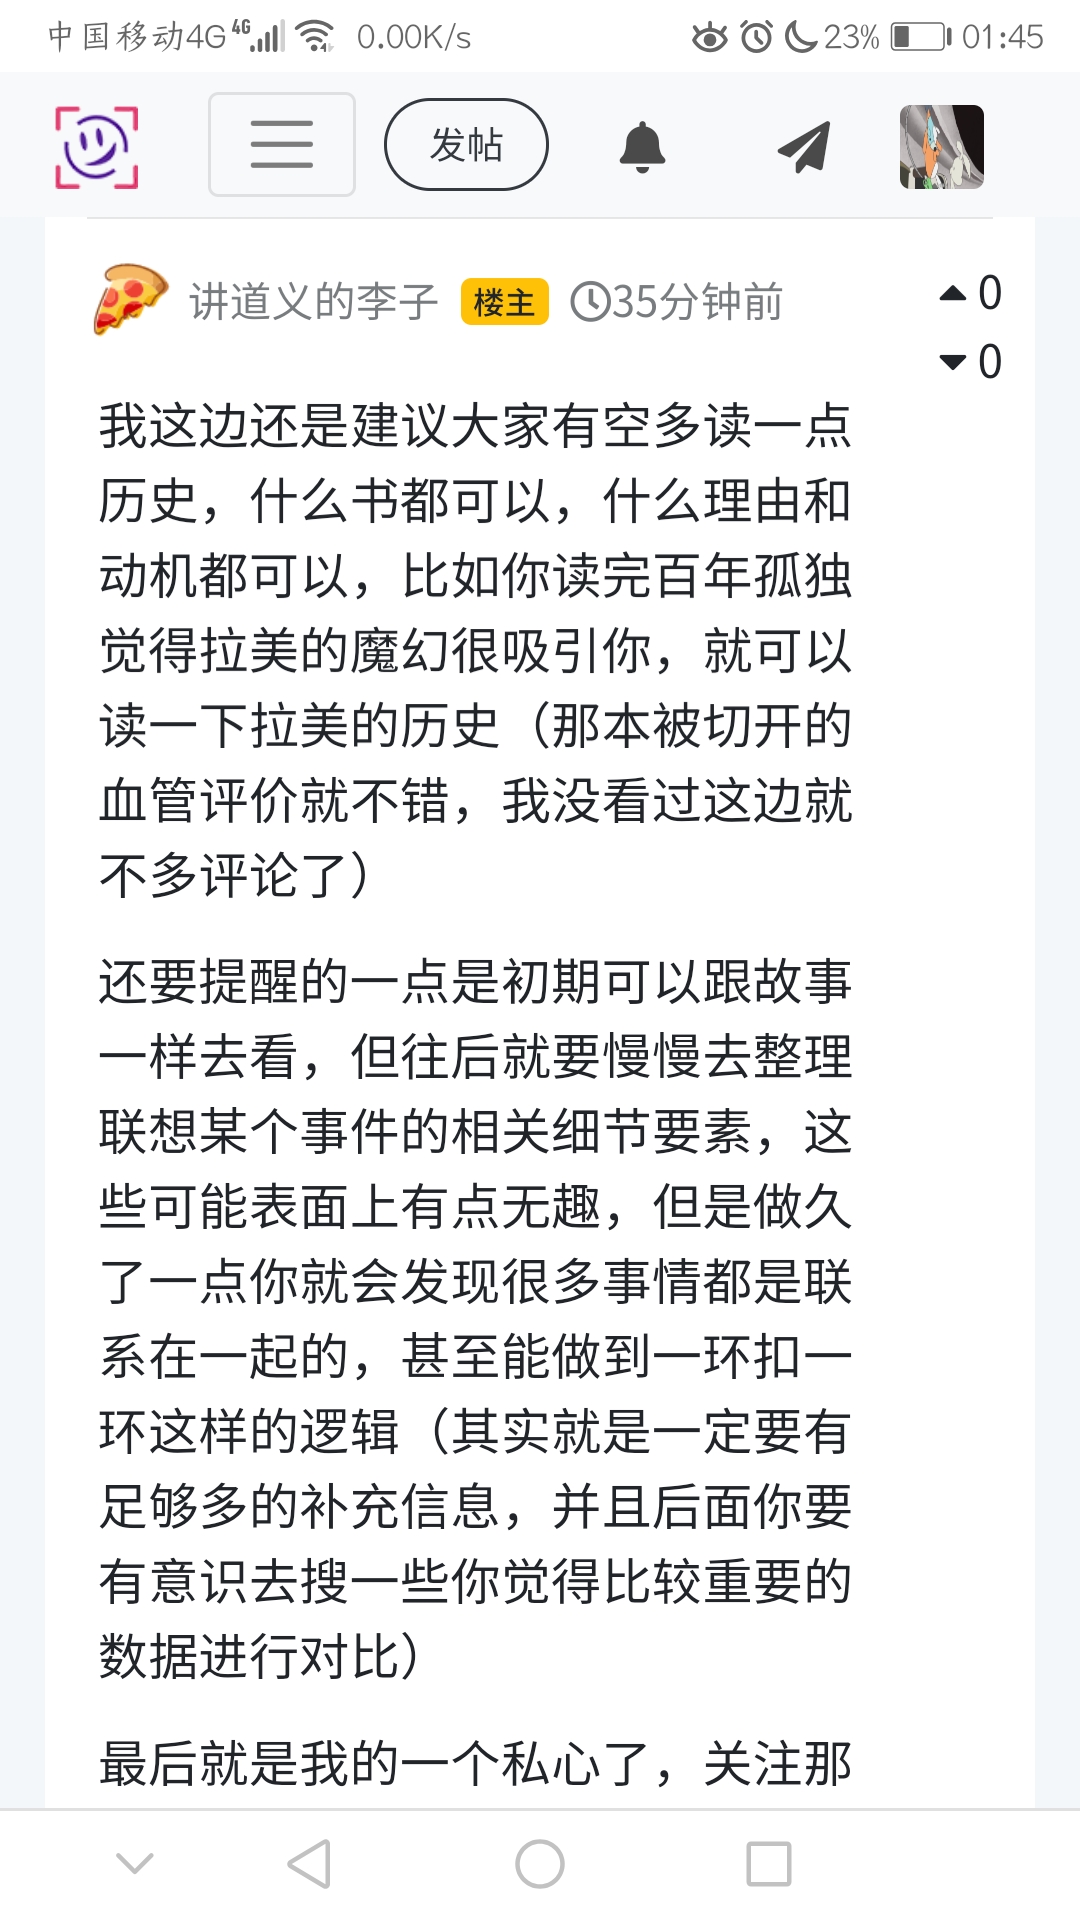 中国移动4G 4G 0.00K/s 23% 01:45
发帖
讲道义的李子 楼主 35分钟前 0
0
我这边还是建议大家有空多读一点
历史，什么书都可以，什么理由和
动机都可以，比如你读完百年孤独
觉得拉美的魔幻很吸引你，就可以
读一下拉美的历史（那本被切开的
血管评价就不错，我没看过这边就
不多评论了）
还要提醒的一点是初期可以跟故事
一样去看，但往后就要慢慢去整理
联想某个事件的相关细节要素，这
些可能表面上有点无趣，但是做久
了一点你就会发现很多事情都是联
系在一起的，甚至能做到一环扣一
环这样的逻辑（其实就是一定要有
足够多的补充信息，并且后面你要
有意识去搜一些你觉得比较重要的
数据进行对比）
最后就是我的一个私心了，关注那